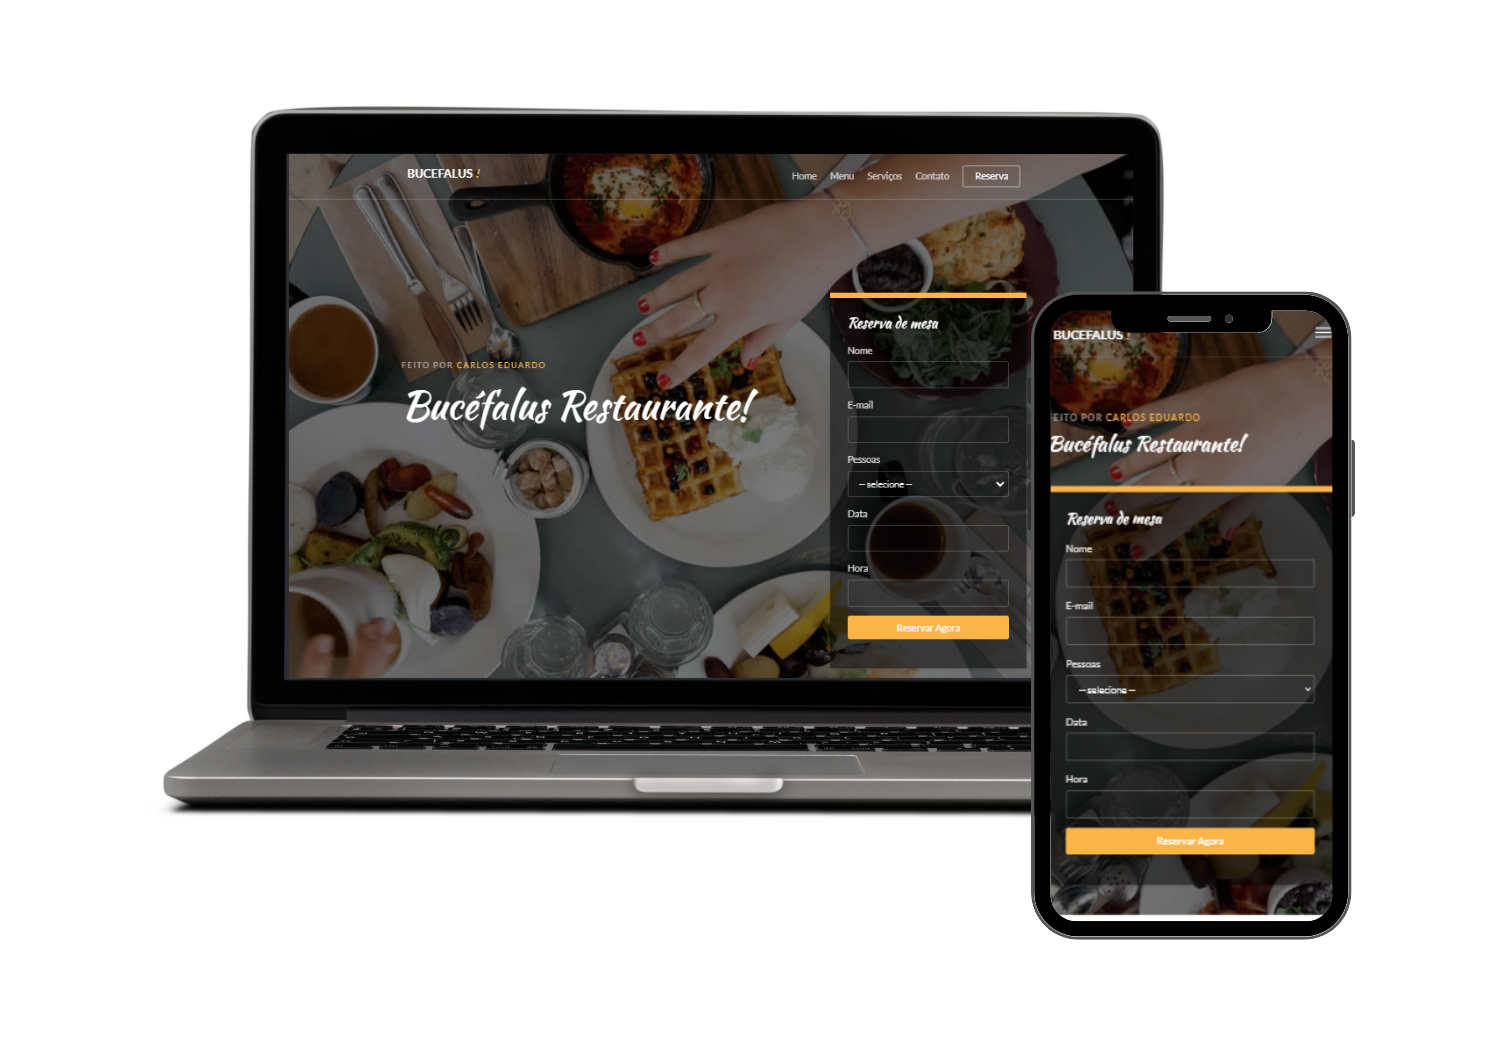 BUCEFALUS !
Home Menu Serviços Contato Reserva
FEITO POR CARLOS EDUARDO
Bucéfalus Restaurante!
Reserva de mesa
Nome
E-mail
Pessoas
-- selecione --
Data
Hora
Reservar Agora
BUCEFALUS !
FEITO POR CARLOS EDUARDO
Bucéfalus Restaurante!
Reserva de mesa
Nome
E-mail
Pessoas
-- selecione --
Data
Hora
Reservar Agora